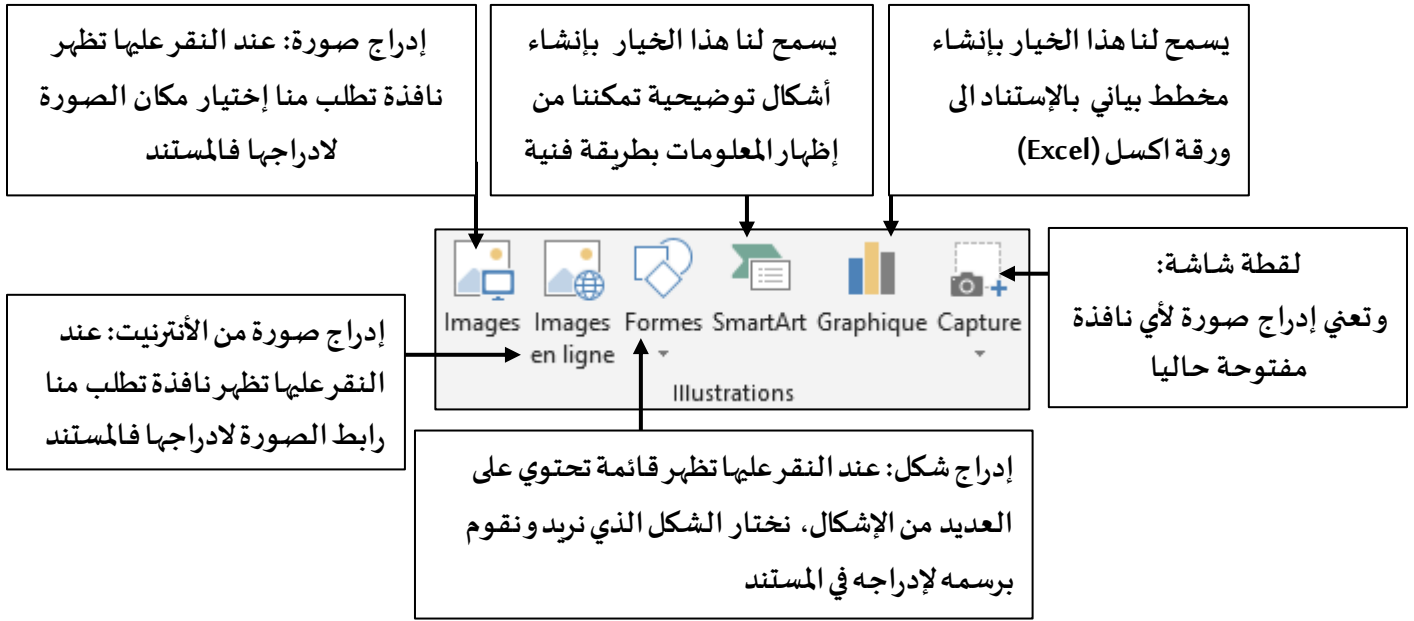 إدراج صورة: عند النقر عليها تظهر
نافذة تطلب منا إختيار مكان الصورة
لادراجها فالمستند
يسمح لنا هذا الخيار بإنشاء
أشكال توضيحية تمكننا من
إظهار المعلومات بطريقة فنية
يسمح لنا هذا الخيار بإنشاء
مخطط بياني بالإستناد الى
ورقة اكسل (Excel)
لقطة شاشة:
وتعني إدراج صورة لأي نافذة
مفتوحة حاليا
Images Images Formes SmartArt Graphique Capture
en ligne
Illustrations
إدراج صورة من الأنترنيت: عند
النقر عليها تظهر نافذة تطلب منا
رابط الصورة لادراجها فالمستند
إدراج شكل: عند النقر عليها تظهر قائمة تحتوي على
العديد من الإشكال، نختار الشكل الذي نريد ونقوم
برسمه لإدراجه في المستند